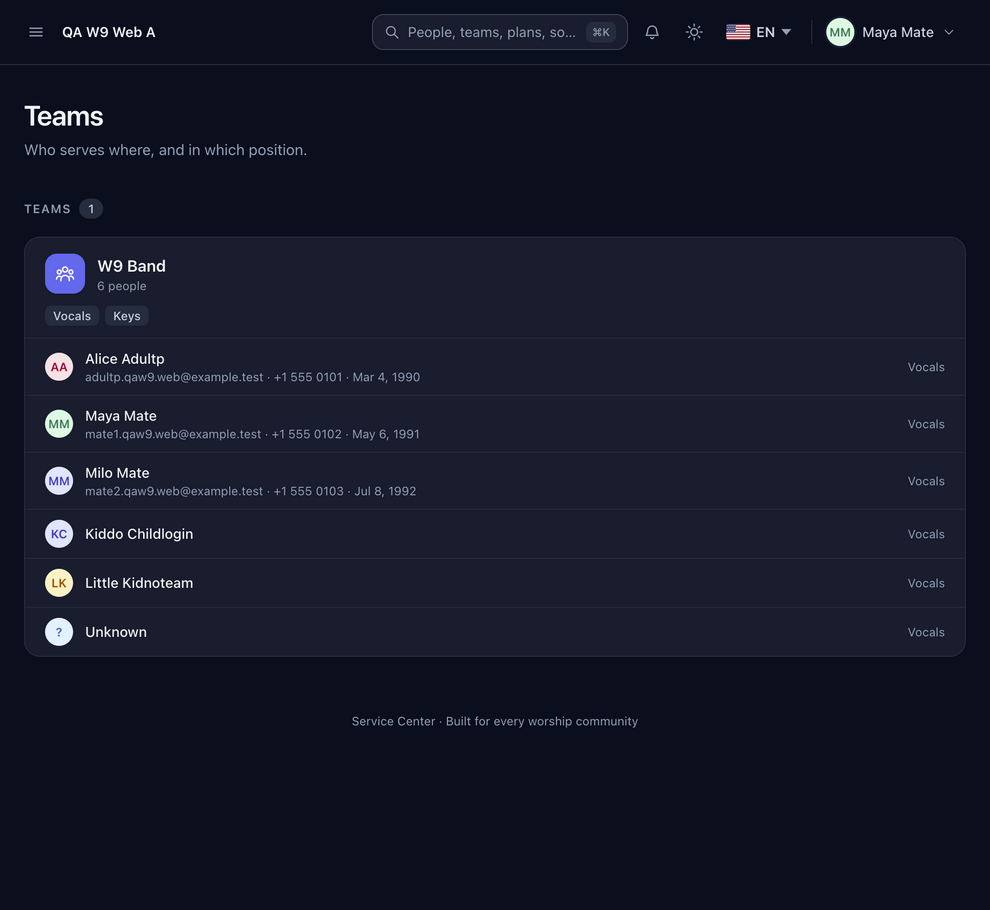 QA W9 Web A
People, teams, plans, so... ⌘K
EN
MM Maya Mate
Teams
Who serves where, and in which position.
TEAMS 1
W9 Band
6 people
Vocals Keys
AA Alice Adultp
adultp.qaw9.web@example.test · +1 555 0101 · Mar 4, 1990
Vocals
MM Maya Mate
mate1.qaw9.web@example.test · +1 555 0102 · May 6, 1991
Vocals
MM Milo Mate
mate2.qaw9.web@example.test · +1 555 0103 · Jul 8, 1992
Vocals
KC Kiddo Childlogin Vocals
LK Little Kidnoteam Vocals
? Unknown Vocals
Service Center · Built for every worship community